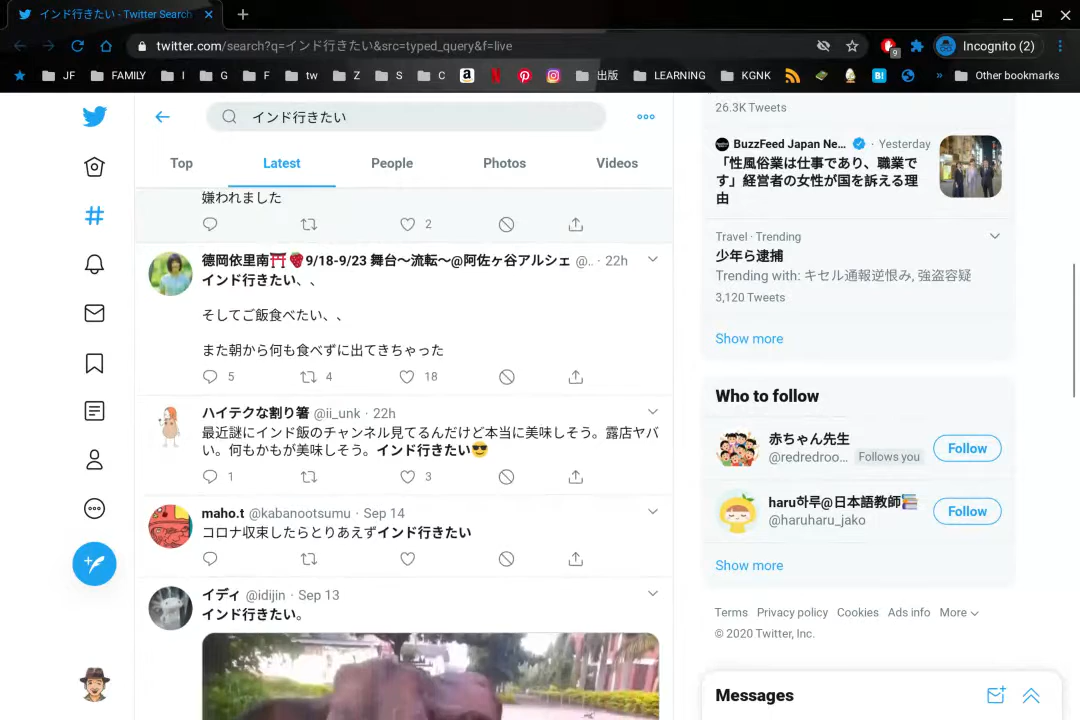 インド行きたい - Twitter Search
twitter.com/search?q=インド行きたい&src=typed_query&f=live
9
Incognito (2)
JF
FAMILY
I
G
F
tw
Z
S
C
a
N
出版
LEARNING
KGNK
B!
»
Other bookmarks
インド行きたい
Top
Latest
People
Photos
Videos
嫌われました
2
徳岡依里南⛩️🍓9/18-9/23 舞台〜流転〜@阿佐ヶ谷アルシェ @.. · 22h
インド行きたい、、
そしてご飯食べたい、、
また朝から何も食べずに出てきちゃった
5 4 18
ハイテクな割り箸 @ii_unk · 22h
最近謎にインド飯のチャンネル見てるんだけど本当に美味しそう。露店ヤバ
い。何もかもが美味しそう。インド行きたい😎
1 3
maho.t @kabanootsumu · Sep 14
コロナ収束したらとりあえずインド行きたい
イディ @idijin · Sep 13
インド行きたい。
26.3K Tweets
BuzzFeed Japan Ne... · Yesterday
「性風俗業は仕事であり、職業で
す」経営者の女性が国を訴える理
由
Travel · Trending
少年ら逮捕
Trending with: キセル通報逆恨み, 強盗容疑
3,120 Tweets
Show more
Who to follow
赤ちゃん先生
@redredroo... Follows you
Follow
haru하루@日本語教師📚
@haruharu_jako
Follow
Show more
Terms Privacy policy Cookies Ads info More
© 2020 Twitter, Inc.
Messages